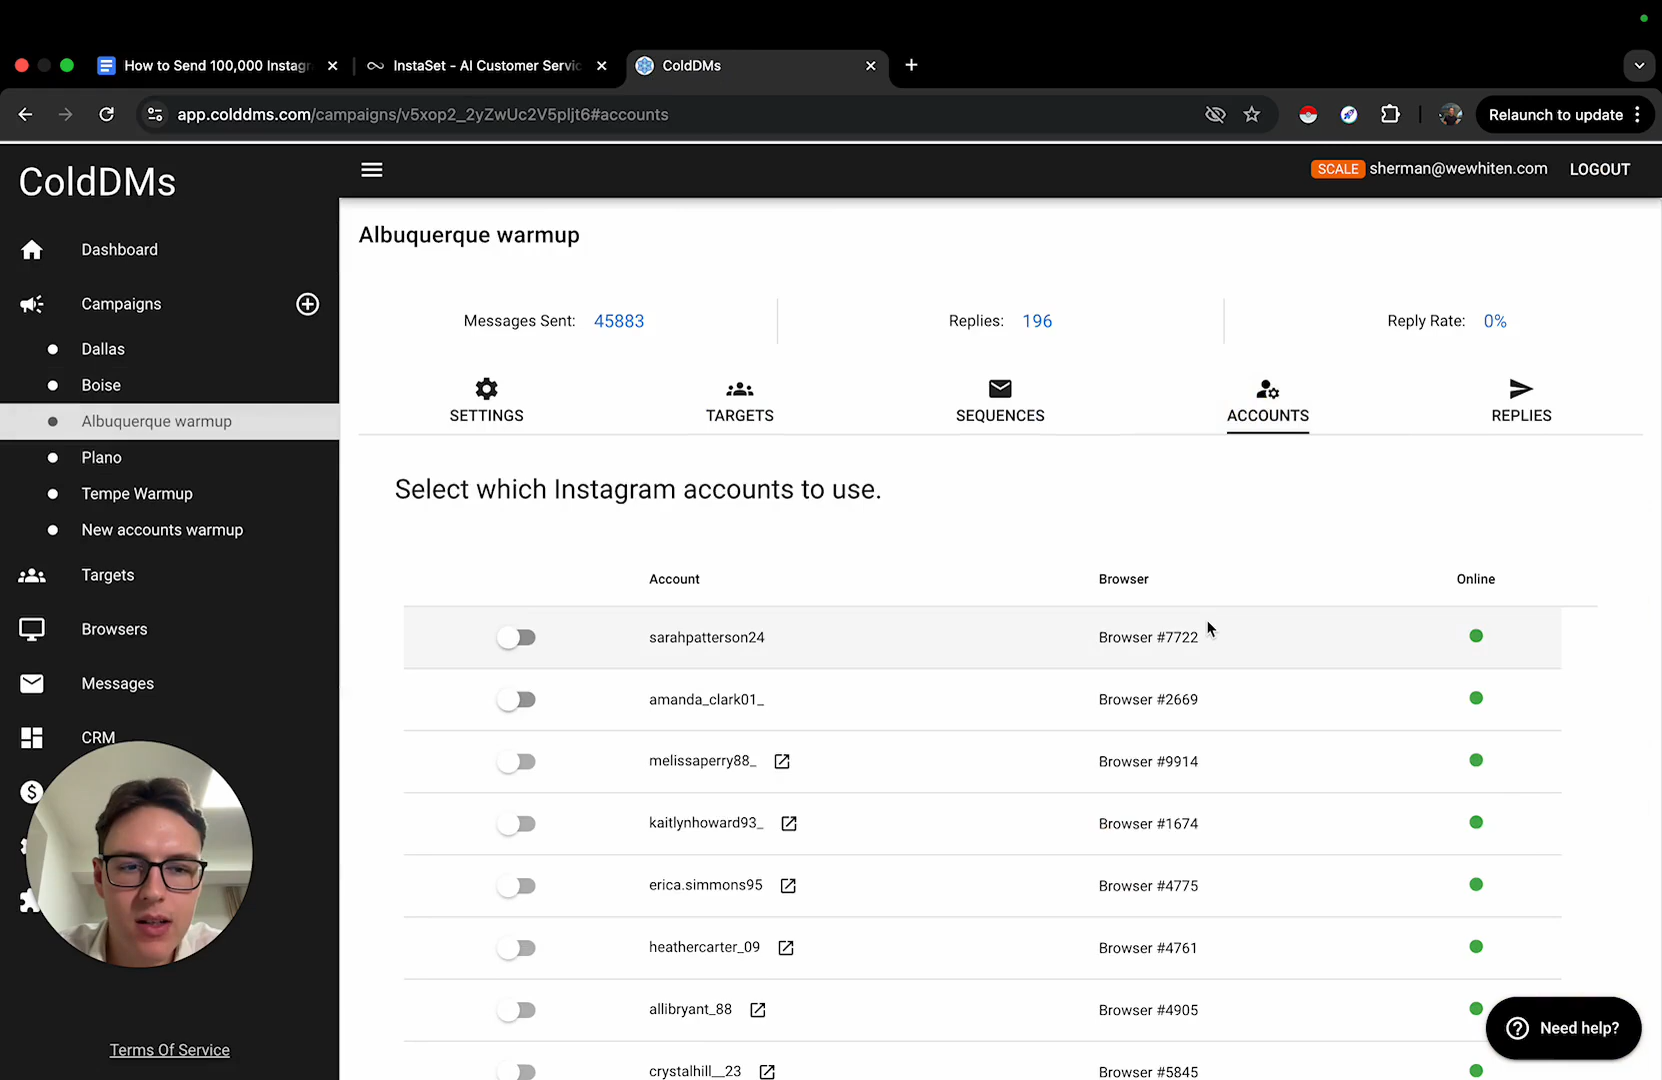 How to Send 100,000 Instagr
InstaSet - AI Customer Servic
ColdDMs
app.colddms.com/campaigns/v5xop2_2yZwUc2V5pljt6#accounts
Relaunch to update
ColdDMs
SCALE sherman@wewhiten.com LOGOUT
Dashboard
Campaigns
Dallas
Boise
Albuquerque warmup
Plano
Tempe Warmup
New accounts warmup
Targets
Browsers
Messages
CRM
Terms Of Service
Albuquerque warmup
Messages Sent: 45883
Replies: 196
Reply Rate: 0%
SETTINGS
TARGETS
SEQUENCES
ACCOUNTS
REPLIES
Select which Instagram accounts to use.
Account Browser Online
sarahpatterson24 Browser #7722
amanda_clark01_ Browser #2669
melissaperry88_ Browser #9914
kaitlynhoward93_ Browser #1674
erica.simmons95 Browser #4775
heathercarter_09 Browser #4761
allibryant_88 Browser #4905
crystalhill__23 Browser #5845
Need help?